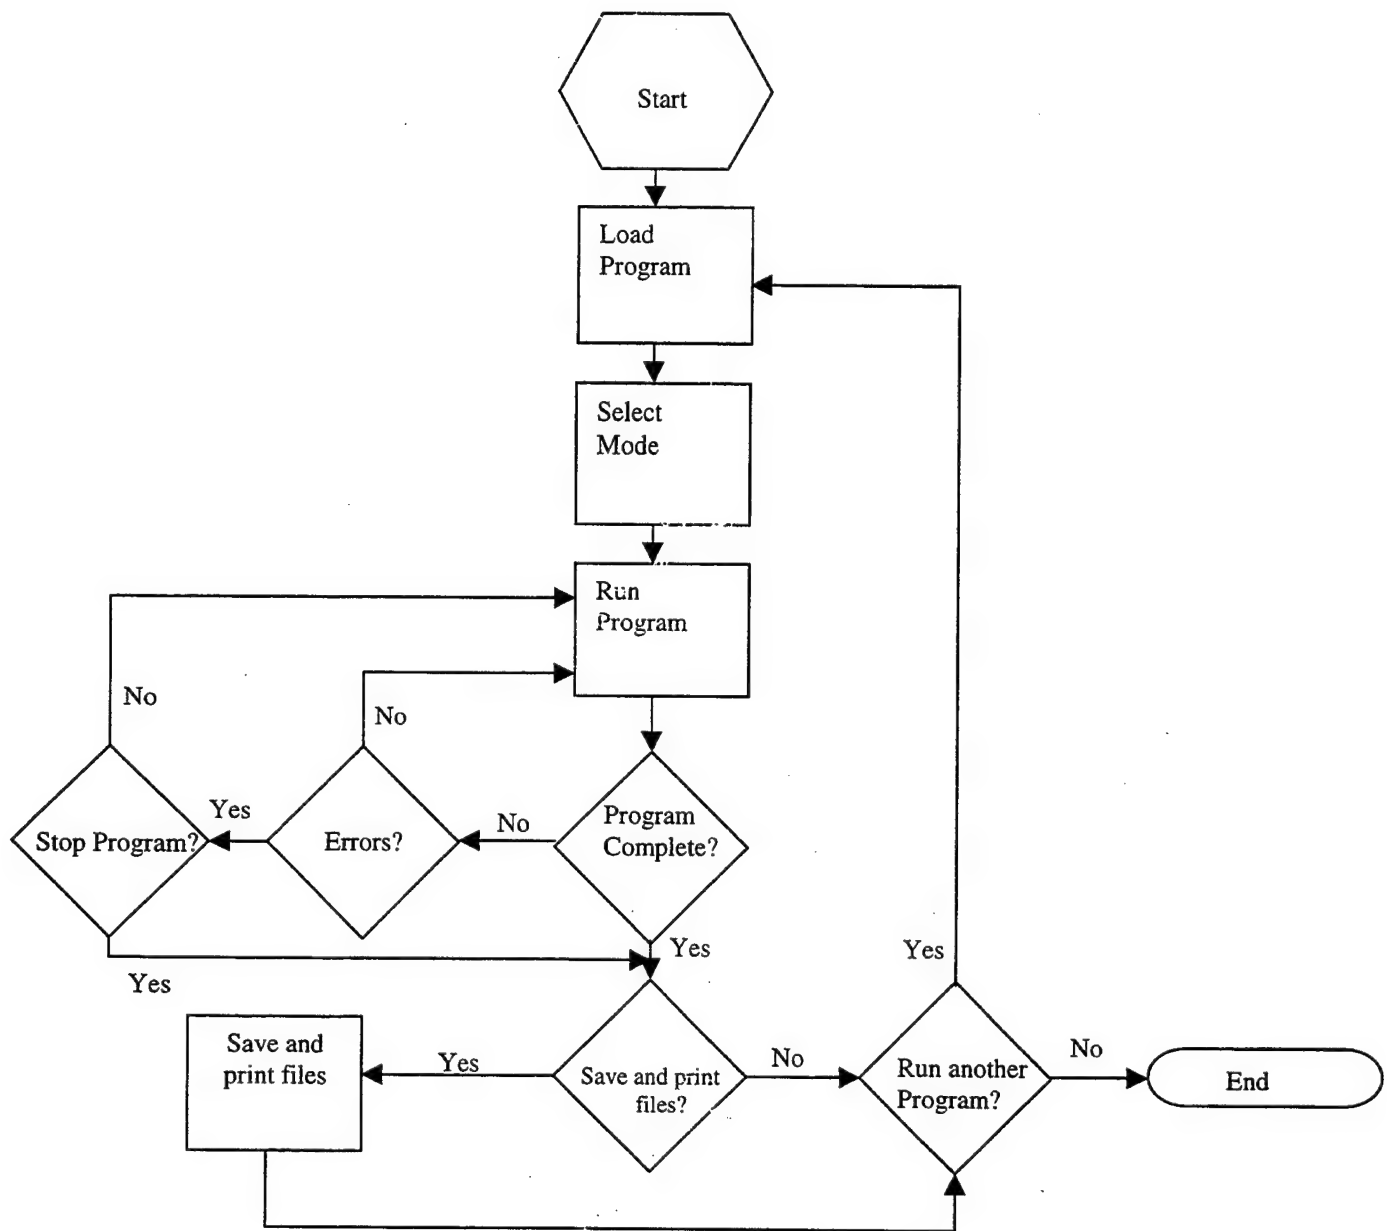 Start
Load
Program
Select
Mode
Run
Program
No
No
Stop Program?
Yes
Errors?
No
Program
Complete?
Yes
Yes
Yes
Save and
print files
Yes
Save and print
files?
No
Run another
Program?
No
End